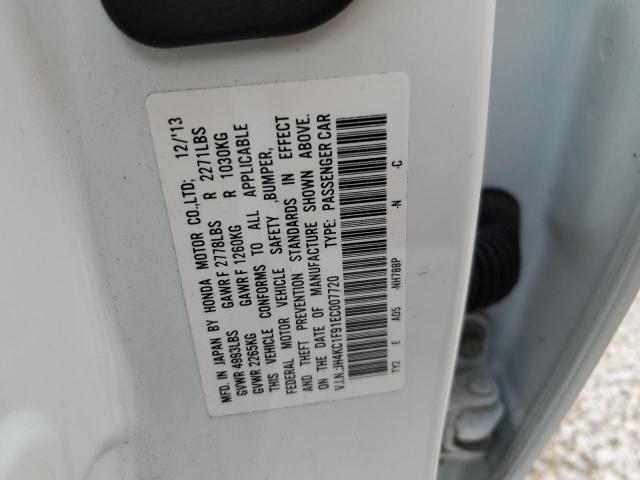 MFD. IN JAPAN BY HONDA MOTOR CO.,LTD; 12/'13
GVWR 4993LBS GAWR F 2778LBS R 2271LBS
GVWR 2265KG GAWR F 1260KG R 1030KG
THIS VEHICLE CONFORMS TO ALL APPLICABLE
FEDERAL MOTOR VEHICLE SAFETY ,BUMPER,
AND THEFT PREVENTION STANDARDS IN EFFECT
ON THE DATE OF MANUFACTURE SHOWN ABOVE.
V.I.N.:JH4KC1F91EC007720 TYPE: PASSENGER CAR
TY2 E A05 -NH788P -N -C